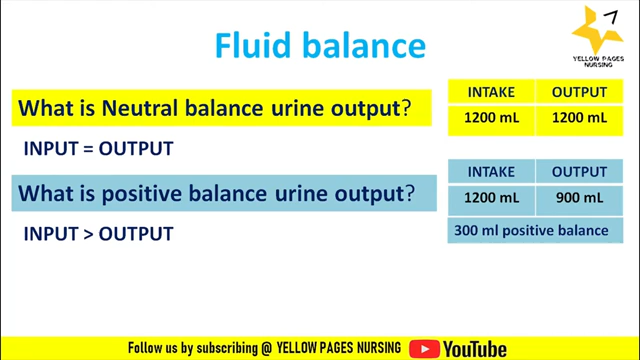 Fluid balance
YELLOW PAGES
NURSING
What is Neutral balance urine output?
INTAKE OUTPUT
1200 mL 1200 mL
INPUT = OUTPUT
What is positive balance urine output?
INTAKE OUTPUT
1200 mL 900 mL
300 ml positive balance
INPUT > OUTPUT
Follow us by subscribing @ YELLOW PAGES NURSING YouTube